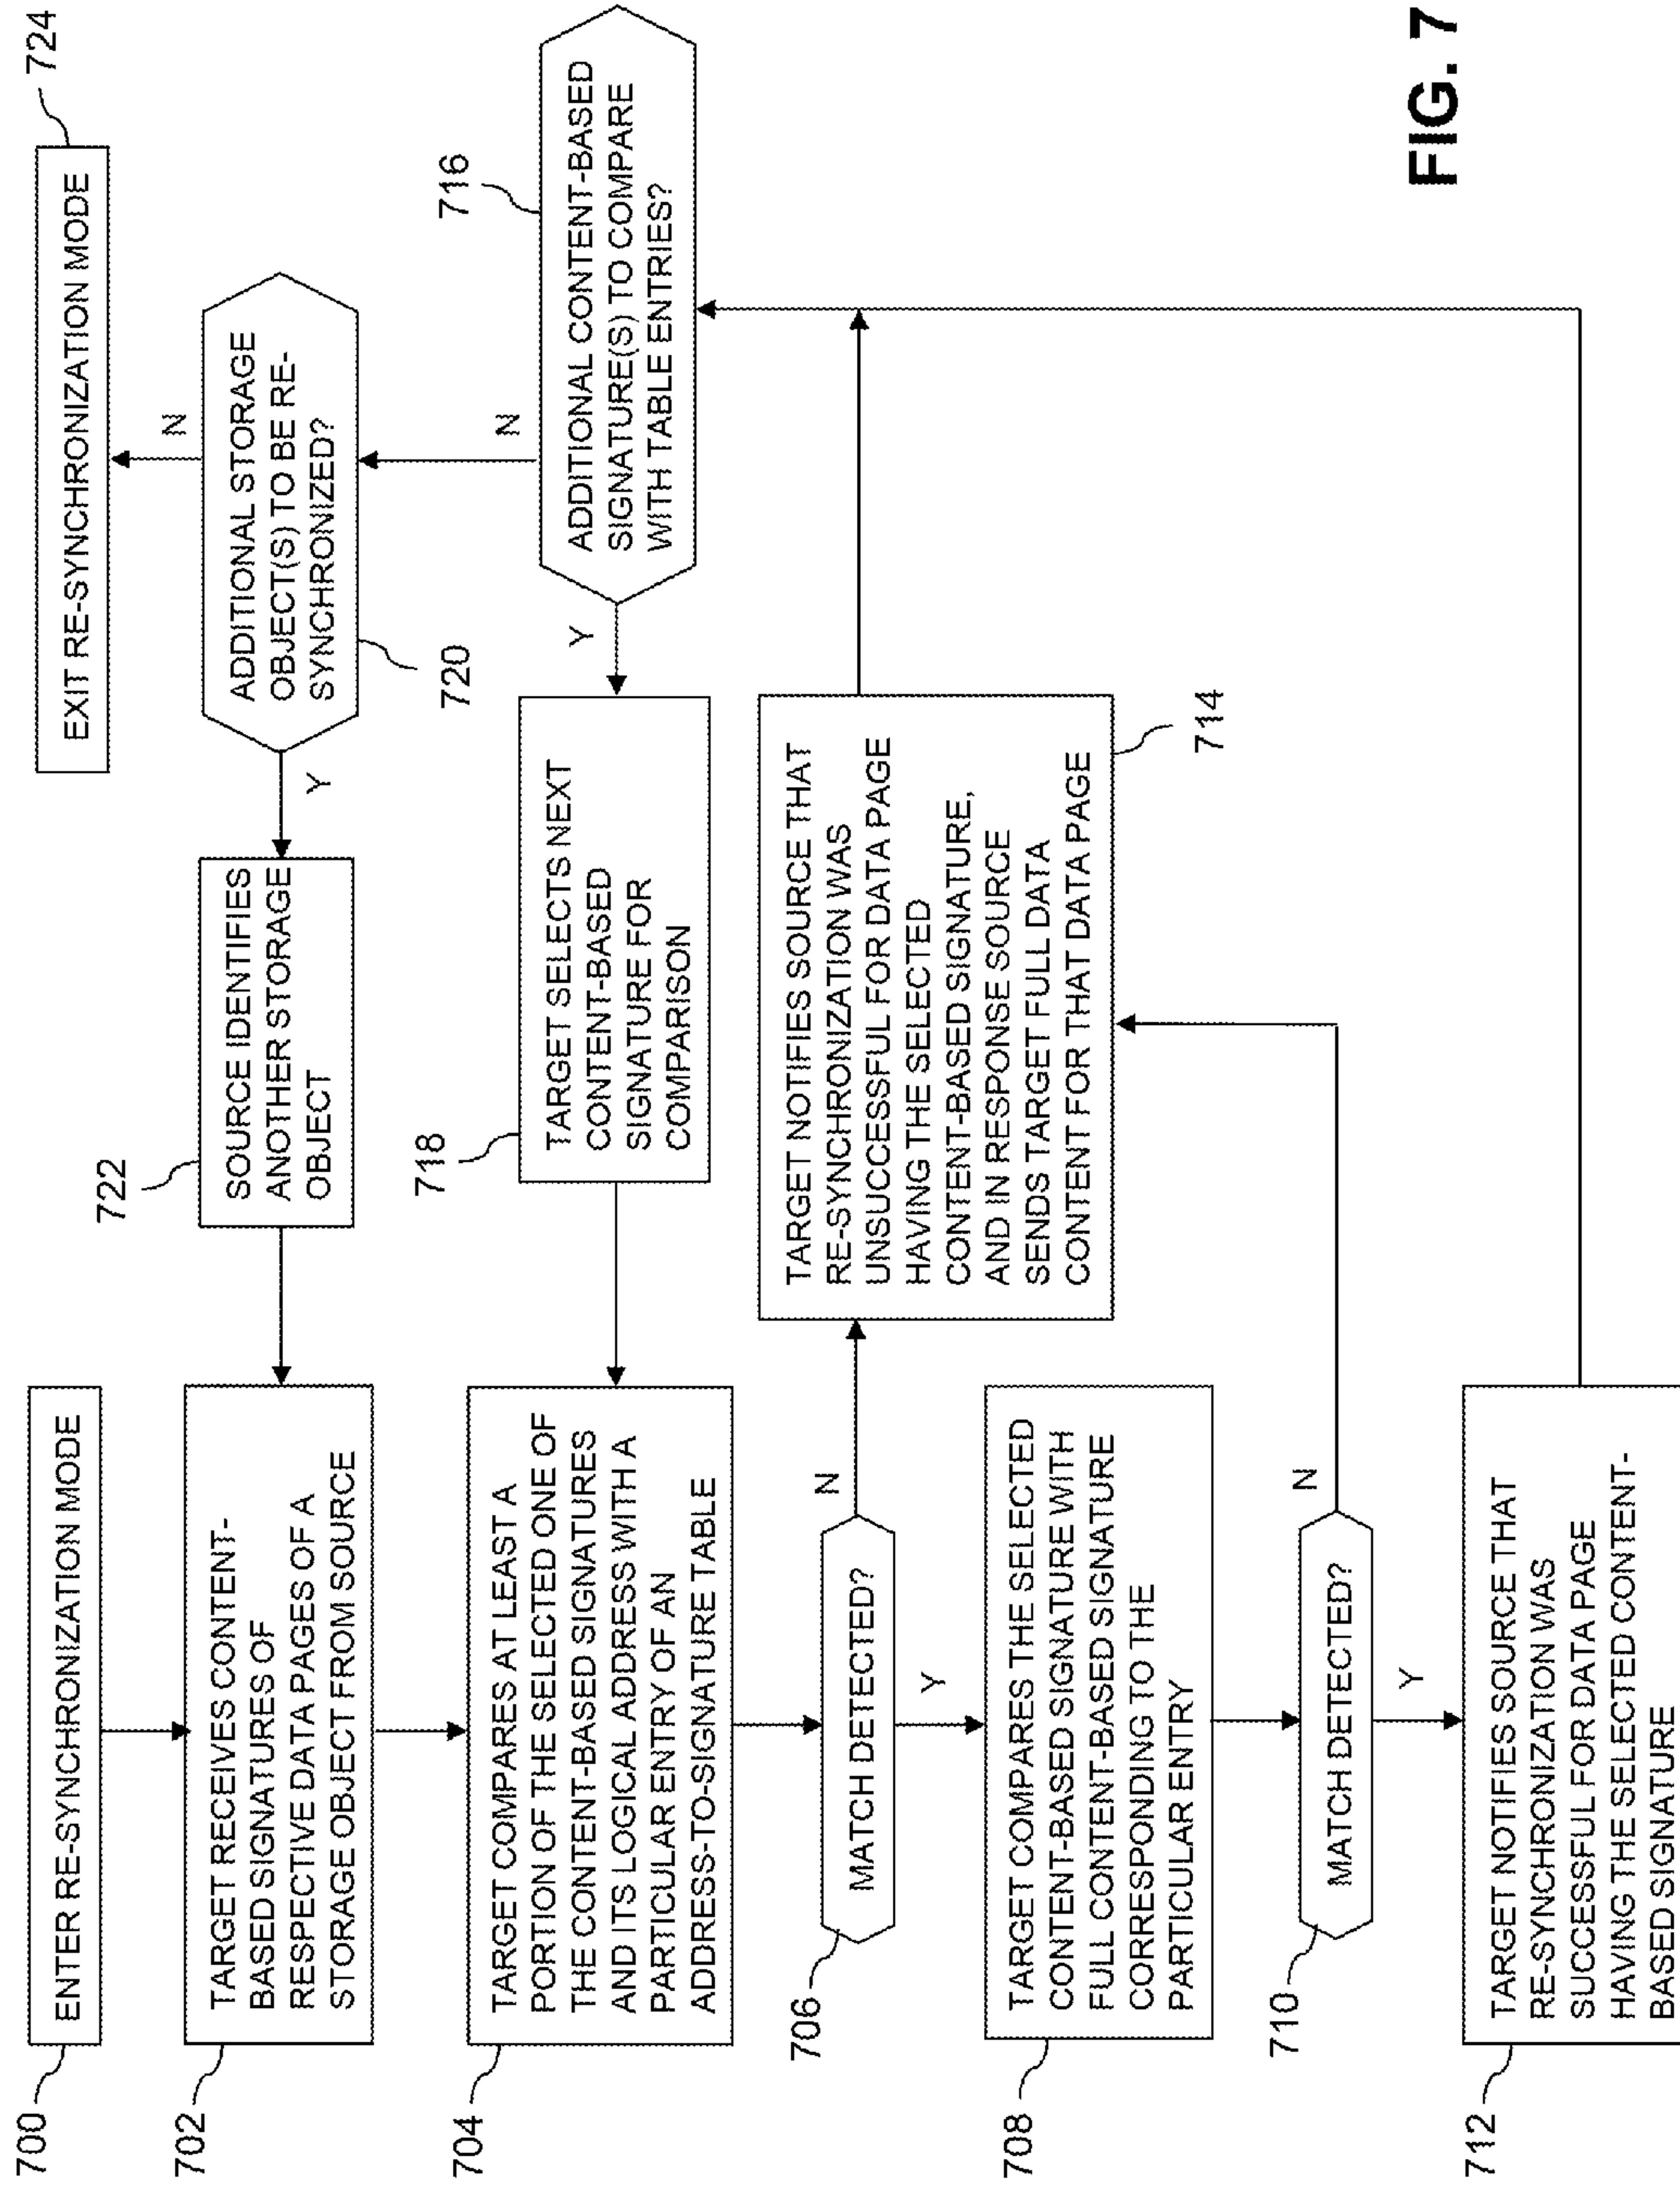 700
ENTER RE-SYNCHRONIZATION MODE
702
TARGET RECEIVES CONTENT-
BASED SIGNATURES OF
RESPECTIVE DATA PAGES OF A
STORAGE OBJECT FROM SOURCE
704
TARGET COMPARES AT LEAST A
PORTION OF THE SELECTED ONE OF
THE CONTENT-BASED SIGNATURES
AND ITS LOGICAL ADDRESS WITH A
PARTICULAR ENTRY OF AN
ADDRESS-TO-SIGNATURE TABLE
706
MATCH DETECTED?
N
Y
708
TARGET COMPARES THE SELECTED
CONTENT-BASED SIGNATURE WITH
FULL CONTENT-BASED SIGNATURE
CORRESPONDING TO THE
PARTICULAR ENTRY
710
MATCH DETECTED?
N
Y
712
TARGET NOTIFIES SOURCE THAT
RE-SYNCHRONIZATION WAS
SUCCESSFUL FOR DATA PAGE
HAVING THE SELECTED CONTENT-
BASED SIGNATURE
714
TARGET NOTIFIES SOURCE THAT
RE-SYNCHRONIZATION WAS
UNSUCCESSFUL FOR DATA PAGE
HAVING THE SELECTED
CONTENT-BASED SIGNATURE,
AND IN RESPONSE SOURCE
SENDS TARGET FULL DATA
CONTENT FOR THAT DATA PAGE
716
ADDITIONAL CONTENT-BASED
SIGNATURE(S) TO COMPARE
WITH TABLE ENTRIES?
Y
N
718
TARGET SELECTS NEXT
CONTENT-BASED
SIGNATURE FOR
COMPARISON
720
ADDITIONAL STORAGE
OBJECT(S) TO BE RE-
SYNCHRONIZED?
Y
N
722
SOURCE IDENTIFIES
ANOTHER STORAGE
OBJECT
724
EXIT RE-SYNCHRONIZATION MODE
FIG. 7